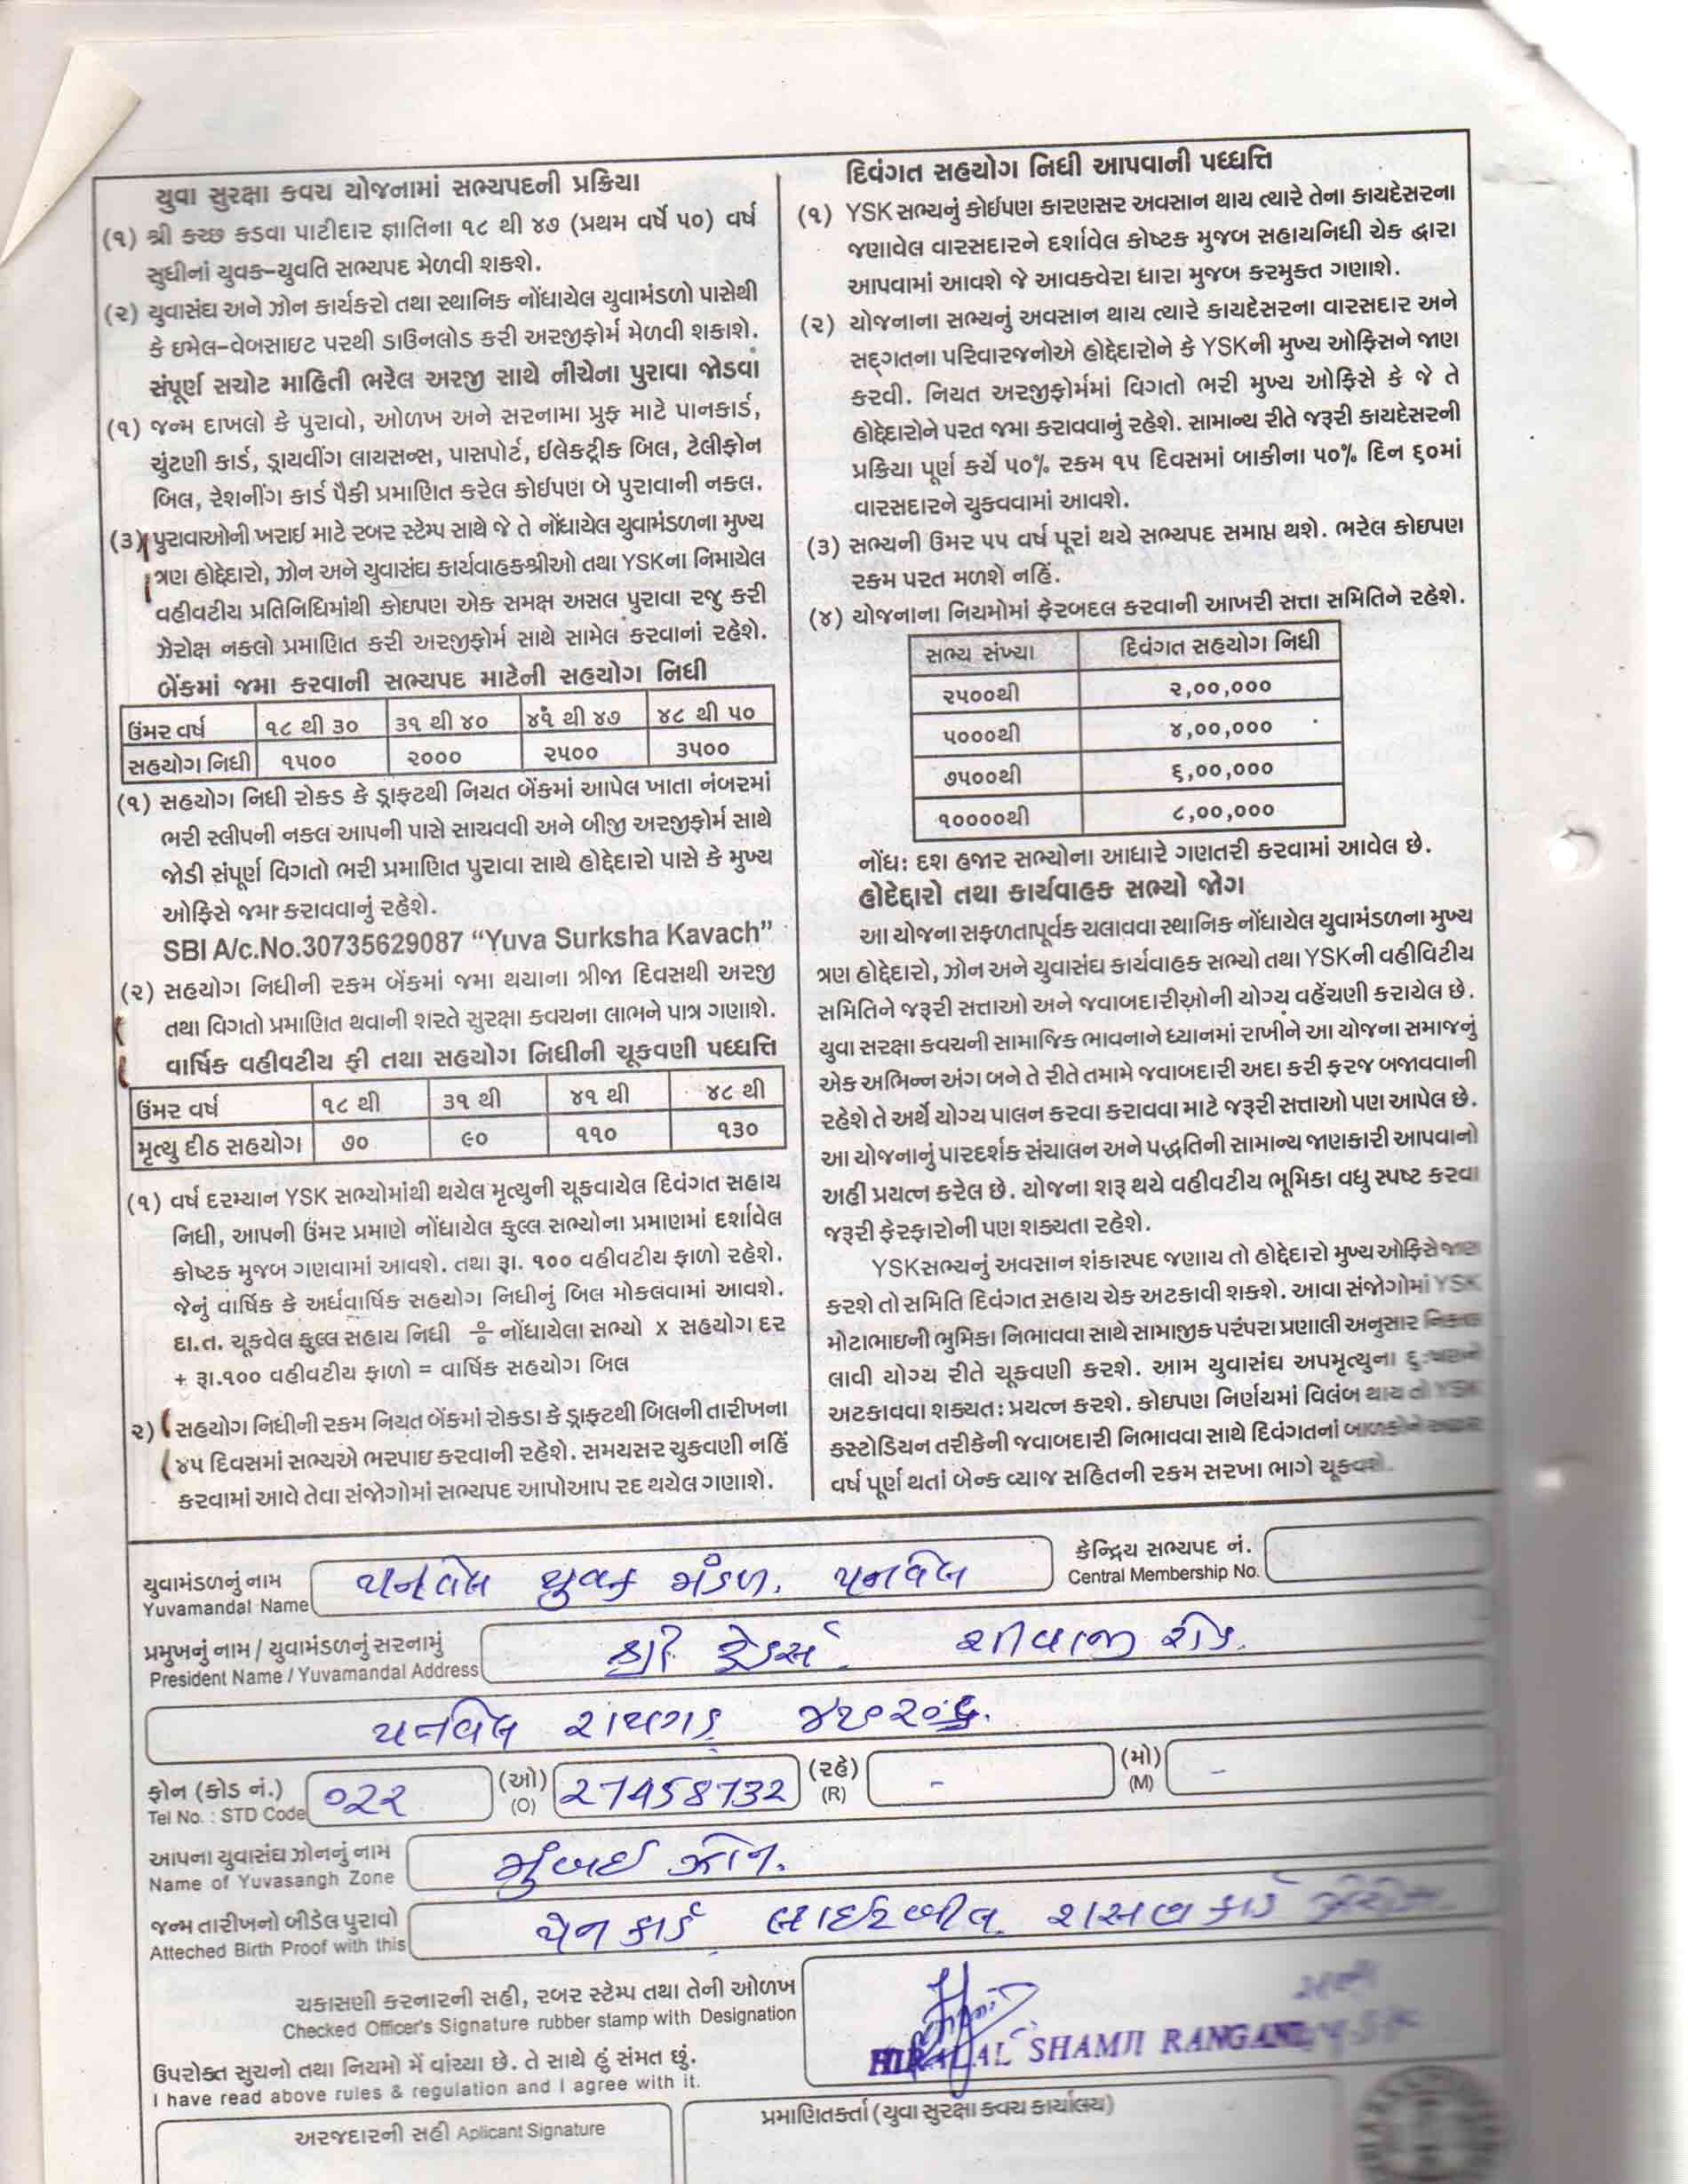 યુવા સુરક્ષા કવચ યોજનામાં સભ્યપદની પ્રક્રિયા
(૧) શ્રી કચ્છ કડવા પાટીદાર જ્ઞાતિના ૧૮ થી ૪૭ (પ્રથમ વર્ષે ૫૦) વર્ષ
સુધીનાં યુવક-યુવતિ સભ્યપદ મેળવી શકશે.
(૨) યુવાસંઘ અને ઝોન કાર્યકરો તથા સ્થાનિક નોંધાયેલ યુવામંડળો પાસેથી
કે ઇમેલ-વેબસાઇટ પરથી ડાઉનલોડ કરી અરજીફોર્મ મેળવી શકાશે.
સંપૂર્ણ સચોટ માહિતી ભરેલ અરજી સાથે નીચેના પુરાવા જોડવાં
(૧) જન્મ દાખલો કે પુરાવો, ઓળખ અને સરનામા પ્રુફ માટે પાનકાર્ડ,
ચુંટણી કાર્ડ, ડ્રાયવીંગ લાયસન્સ, પાસપોર્ટ, ઈલેક્ટ્રીક બિલ, ટેલીફોન
બિલ, રેશનીંગ કાર્ડ પૈકી પ્રમાણિત કરેલ કોઈપણ બે પુરાવાની નકલ.
(૩) પુરાવાઓની ખરાઈ માટે રબર સ્ટેમ્પ સાથે જે તે નોંધાયેલ યુવામંડળના મુખ્ય
ત્રણ હોદ્દેદારો, ઝોન અને યુવાસંઘ કાર્યવાહકશ્રીઓ તથા YSKના નિમાયેલ
વહીવટીય પ્રતિનિધિમાંથી કોઇપણ એક સમક્ષ અસલ પુરાવા રજુ કરી
ઝેરોક્ષ નકલો પ્રમાણિત કરી અરજીફોર્મ સાથે સામેલ કરવાનાં રહેશે.
બેંકમાં જમા કરવાની સભ્યપદ માટેની સહયોગ નિધી
ઉંમર વર્ષ ૧૮ થી ૩૦ ૩૧ થી ૪૦ ૪૧ થી ૪૭ ૪૮ થી ૫૦
સહયોગ નિધી ૧૫૦૦ ૨૦૦૦ ૨૫૦૦ ૩૫૦૦
(૧) સહયોગ નિધી રોકડ કે ડ્રાફ્ટથી નિયત બેંકમાં આપેલ ખાતા નંબરમાં
ભરી સ્લીપની નકલ આપની પાસે સાચવવી અને બીજી અરજીફોર્મ સાથે
જોડી સંપૂર્ણ વિગતો ભરી પ્રમાણિત પુરાવા સાથે હોદ્દેદારો પાસે કે મુખ્ય
ઓફિસે જમા કરાવવાનું રહેશે.
SBI A/c.No.30735629087 “Yuva Surksha Kavach”
(૨) સહયોગ નિધીની રકમ બેંકમાં જમા થયાના ત્રીજા દિવસથી અરજી
તથા વિગતો પ્રમાણિત થવાની શરતે સુરક્ષા કવચના લાભને પાત્ર ગણાશે.
વાર્ષિક વહીવટીય ફી તથા સહયોગ નિધીની ચૂકવણી પધ્ધત્તિ
ઉંમર વર્ષ ૧૮ થી ૩૧ થી ૪૧ થી ૪૮ થી
મૃત્યુ દીઠ સહયોગ ૭૦ ૯૦ ૧૧૦ ૧૩૦
(૧) વર્ષ દરમ્યાન YSK સભ્યોમાંથી થયેલ મૃત્યુની ચૂકવાયેલ દિવંગત સહાય
નિધી, આપની ઉંમર પ્રમાણે નોંધાયેલ કુલ્લ સભ્યોના પ્રમાણમાં દર્શાવેલ
કોષ્ટક મુજબ ગણવામાં આવશે. તથા રૂા. ૧૦૦ વહીવટીય ફાળો રહેશે.
જેનું વાર્ષિક કે અર્ધવાર્ષિક સહયોગ નિધીનું બિલ મોકલવામાં આવશે.
દા.ત. ચૂકવેલ કુલ્લ સહાય નિધી ÷ નોંધાયેલા સભ્યો x સહયોગ દર
+ રૂા.૧૦૦ વહીવટીય ફાળો = વાર્ષિક સહયોગ બિલ
૨) સહયોગ નિધીની રકમ નિયત બેંકમાં રોકડા કે ડ્રાફ્ટથી બિલની તારીખના
૪૫ દિવસમાં સભ્યએ ભરપાઇ કરવાની રહેશે. સમયસર ચુકવણી નહિં
કરવામાં આવે તેવા સંજોગોમાં સભ્યપદ આપોઆપ રદ થયેલ ગણાશે.
દિવંગત સહયોગ નિધી આપવાની પધ્ધત્તિ
(૧) YSK સભ્યનું કોઈપણ કારણસર અવસાન થાય ત્યારે તેના કાયદેસરના
જણાવેલ વારસદારને દર્શાવેલ કોષ્ટક મુજબ સહાયનિધી ચેક દ્વારા
આપવામાં આવશે જે આવકવેરા ધારા મુજબ કરમુક્ત ગણાશે.
(૨) યોજનાના સભ્યનું અવસાન થાય ત્યારે કાયદેસરના વારસદાર અને
સદ્ગતના પરિવારજનોએ હોદ્દેદારોને કે YSKની મુખ્ય ઓફિસને જાણ
કરવી. નિયત અરજીફોર્મમાં વિગતો ભરી મુખ્ય ઓફિસે કે જે તે
હોદ્દેદારોને પરત જમા કરાવવાનું રહેશે. સામાન્ય રીતે જરૂરી કાયદેસરની
પ્રક્રિયા પૂર્ણ કર્યે ૫૦% રકમ ૧૫ દિવસમાં બાકીના ૫૦% દિન ૬૦માં
વારસદારને ચુકવવામાં આવશે.
(૩) સભ્યની ઉમર ૫૫ વર્ષ પૂરાં થયે સભ્યપદ સમાપ્ત થશે. ભરેલ કોઇપણ
રકમ પરત મળશે નહિં.
(૪) યોજનાના નિયમોમાં ફેરબદલ કરવાની આખરી સત્તા સમિતિને રહેશે.
સભ્ય સંખ્યા દિવંગત સહયોગ નિધી
૨૫૦૦થી ૨,૦૦,૦૦૦
૫૦૦૦થી ૪,૦૦,૦૦૦
૭૫૦૦થી ૬,૦૦,૦૦૦
૧૦૦૦૦થી ૮,૦૦,૦૦૦
નોંધઃ દશ હજાર સભ્યોના આધારે ગણતરી કરવામાં આવેલ છે.
હોદેદ્દારો તથા કાર્યવાહક સભ્યો જોગ
આ યોજના સફળતાપૂર્વક ચલાવવા સ્થાનિક નોંધાયેલ યુવામંડળના મુખ્ય
ત્રણ હોદ્દેદારો, ઝોન અને યુવાસંઘ કાર્યવાહક સભ્યો તથા YSKની વહીવિટીય
સમિતિને જરૂરી સત્તાઓ અને જવાબદારીઓની યોગ્ય વહેંચણી કરાયેલ છે.
યુવા સરક્ષા કવચની સામાજિક ભાવનાને ધ્યાનમાં રાખીને આ યોજના સમાજનું
એક અભિન્ન અંગ બને તે રીતે તમામે જવાબદારી અદા કરી ફરજ બજાવવાની
રહેશે તે અર્થે યોગ્ય પાલન કરવા કરાવવા માટે જરૂરી સત્તાઓ પણ આપેલ છે.
આ યોજનાનું પારદર્શક સંચાલન અને પદ્ધતિની સામાન્ય જાણકારી આપવાનો
અહીં પ્રયત્ન કરેલ છે. યોજના શરૂ થયે વહીવટીય ભૂમિકા વધુ સ્પષ્ટ કરવા
જરૂરી ફેરફારોની પણ શક્યતા રહેશે.
YSKસભ્યનું અવસાન શંકાસ્પદ જણાય તો હોદ્દેદારો મુખ્ય ઓફિસે જાણ
કરશે તો સમિતિ દિવંગત સહાય ચેક અટકાવી શકશે. આવા સંજોગોમાં YSK
મોટાભાઇની ભુમિકા નિભાવવા સાથે સામાજીક પરંપરા પ્રણાલી અનુસાર નિકાલ
લાવી યોગ્ય રીતે ચૂકવણી કરશે. આમ યુવાસંઘ અપમૃત્યુના
અટકાવવા શક્યતઃ પ્રયત્ન કરશે. કોઇપણ નિર્ણયમાં વિલંબ થાય તો YSK
કસ્ટોડિયન તરીકેની જવાબદારી નિભાવવા સાથે દિવંગતનાં બાળકોને
વર્ષ પૂર્ણ થતાં બેન્ક વ્યાજ સહિતની રકમ સરખા ભાગે ચૂકવશે.
યુવામંડળનું નામ પનવેલ યુવક મંડળ. પનવેલ કેન્દ્રિય સભ્યપદ નં.
Yuvamandal Name Central Membership No.
પ્રમુખનું નામ / યુવામંડળનું સરનામું શ્રી ટ્રેડર્સ. શીવાજી રોડ.
President Name / Yuvamandal Address
પનવેલ રાયગડ ૪૧૦૨૦૬.
ફોન (કોડ નં.) ૦૨૨ (ઓ) 27458732 (રહે) - (મો) -
Tel No. : STD Code (O) (R) (M)
આપના યુવાસંઘ ઝોનનું નામ મુંબઈ ઝોન.
Name of Yuvasangh Zone
જન્મ તારીખનો બીડેલ પુરાવો પેન કાર્ડ લાઈટબીલ. રાસણ કાર્ડ
Atteched Birth Proof with this
ચકાસણી કરનારની સહી, રબર સ્ટેમ્પ તથા તેની ઓળખ
Checked Officer's Signature rubber stamp with Designation
HIRALAL SHAMJI RANGANI
ઉપરોક્ત સુચનો તથા નિયમો મેં વાંચ્યા છે. તે સાથે હું સંમત છું.
I have read above rules & regulation and I agree with it.
અરજદારની સહી Aplicant Signature
પ્રમાણિતકર્તા (યુવા સુરક્ષા કવચ કાર્યાલય)